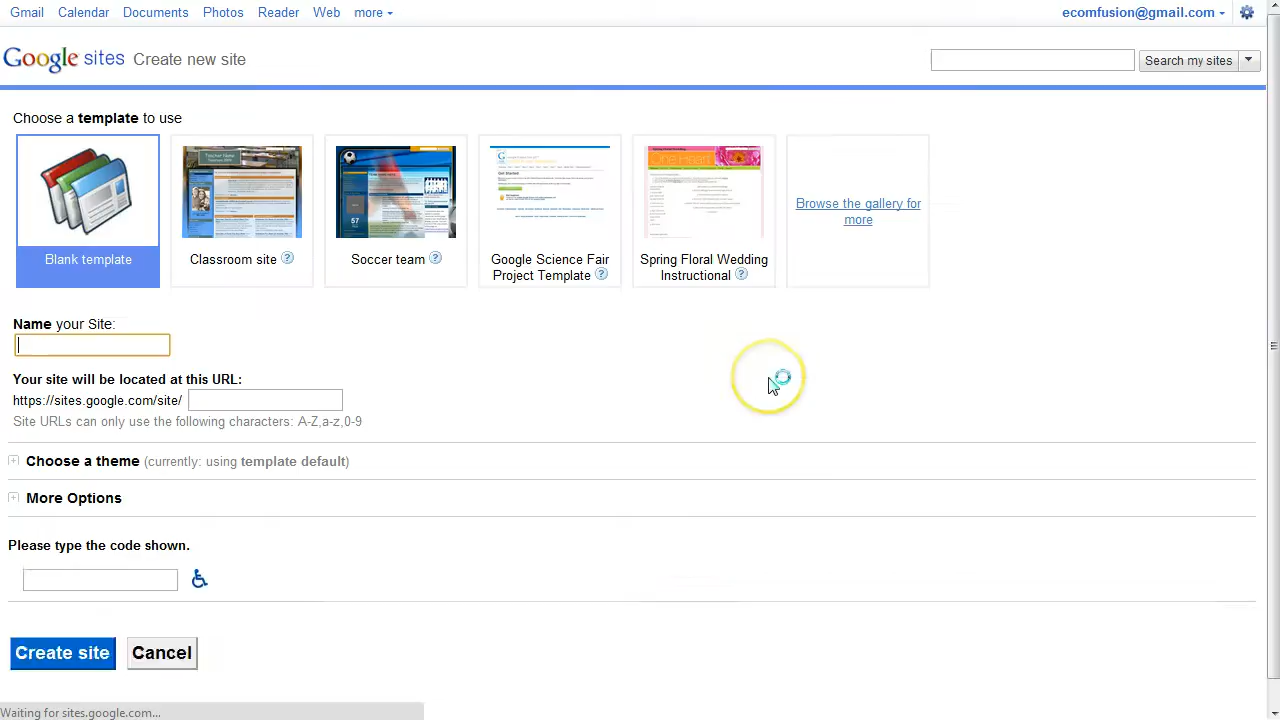 Gmail Calendar Documents Photos Reader Web more ecomfusion@gmail.com
Google sites Create new site Search my sites
Choose a template to use
Blank template
Classroom site ?
Soccer team ?
Google Science Fair
Project Template ?
Spring Floral Wedding
Instructional ?
Browse the gallery for
more
Name your Site:
Your site will be located at this URL:
https://sites.google.com/site/
Site URLs can only use the following characters: A-Z,a-z,0-9
Choose a theme (currently: using template default)
More Options
Please type the code shown.
Create site Cancel
Waiting for sites.google.com...